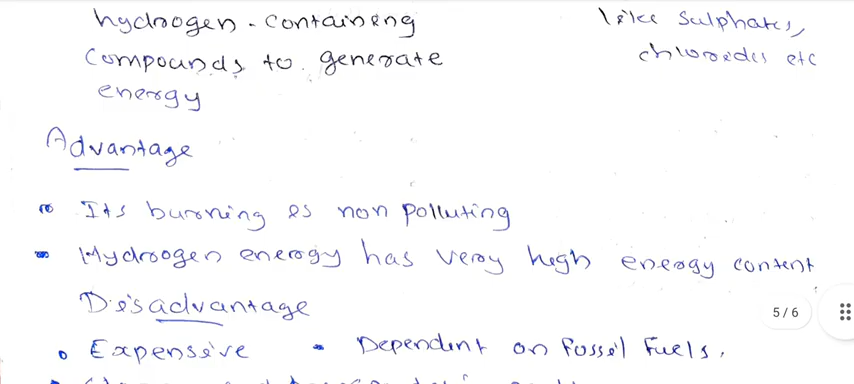 hydrogen-containing
compounds to generate
energy
like sulphates,
chlorides etc
Advantage
Its burning is non polluting
Hydrogen energy has very high energy content
Disadvantage
5/6
Expensive
Dependent on fossil fuels.